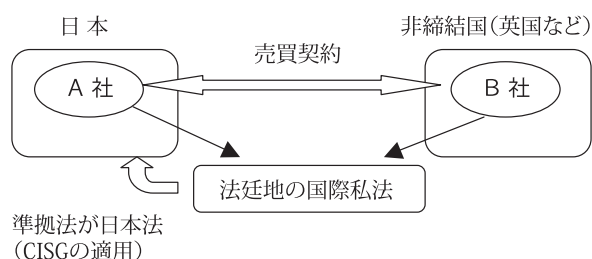 日本
非締結国（英国など）
売買契約
A 社
B 社
法廷地の国際私法
準拠法が日本法
（CISGの適用）